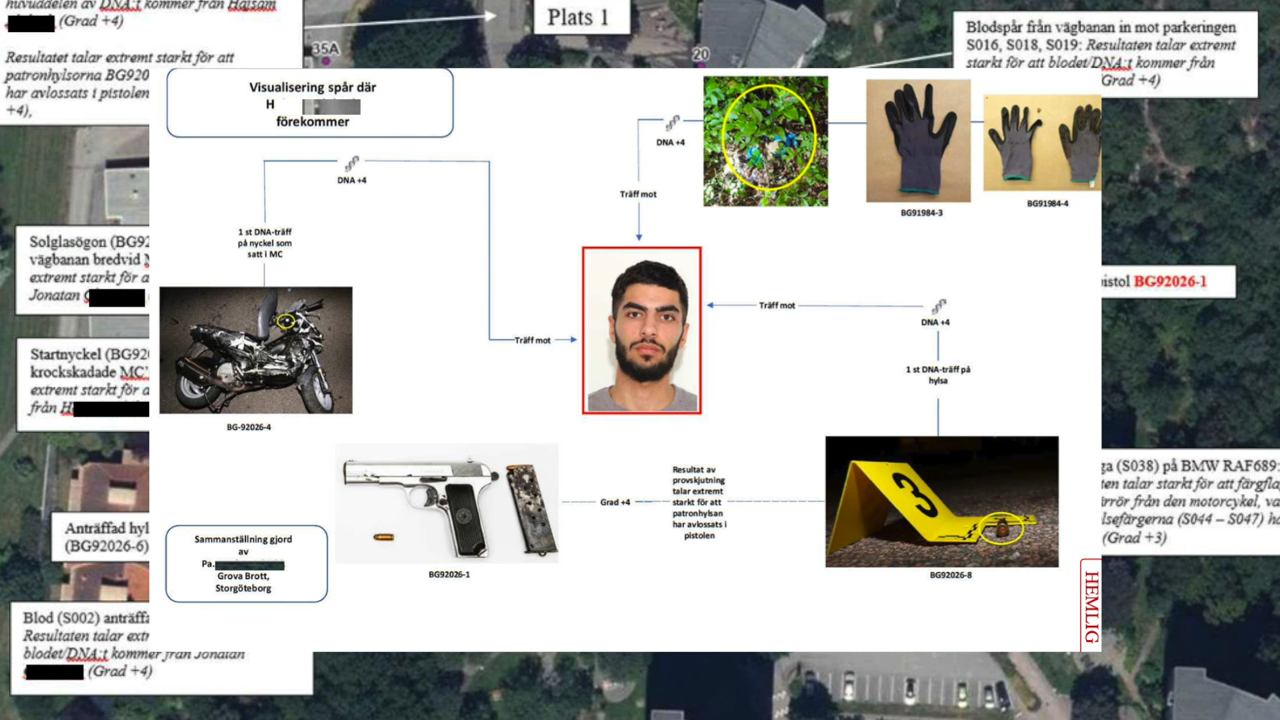 huvuddelen av DNA:t kommer från Hajsam
(Grad +4)
Resultatet talar extremt starkt för att
patronhylsorna BG920
har avlossats i pistolen
+4),
Plats 1
35A
20
Blodspår från vägbanan in mot parkeringen
S016, S018, S019: Resultaten talar extremt
starkt för att blodet/DNA:t kommer från
(Grad +4)
Visualisering spår där
H
förekommer
DNA +4
1 st DNA-träff
på nyckel som
satt i MC
BG-92026-4
Träff mot
DNA +4
Träff mot
BG91984-3
BG91984-4
Träff mot
DNA +4
1 st DNA-träff på
hylsa
Solglasögon (BG92
vägbanan bredvid
extremt starkt för a
Jonatan
Startnyckel (BG920
krockskadade MC'
extremt starkt för a
från H
istol BG92026-1
BG92026-1
Grad +4
Resultat av
provskjutning
talar extremt
starkt för att
patronhylsan
har avlossats i
pistolen
3
BG92026-8
Anträffad hyl
(BG92026-6)
Sammanställning gjord
av
Pa.
Grova Brott,
Storgöteborg
ga (S038) på BMW RAF689:
ten talar starkt för att färgfla
rrör från den motorcykel, va
lsefärgerna (S044 – S047) ha
(Grad +3)
HEMLIG
Blod (S002) anträffa
Resultaten talar extr
blodet/DNA:t kommer från Jonatan
(Grad +4)